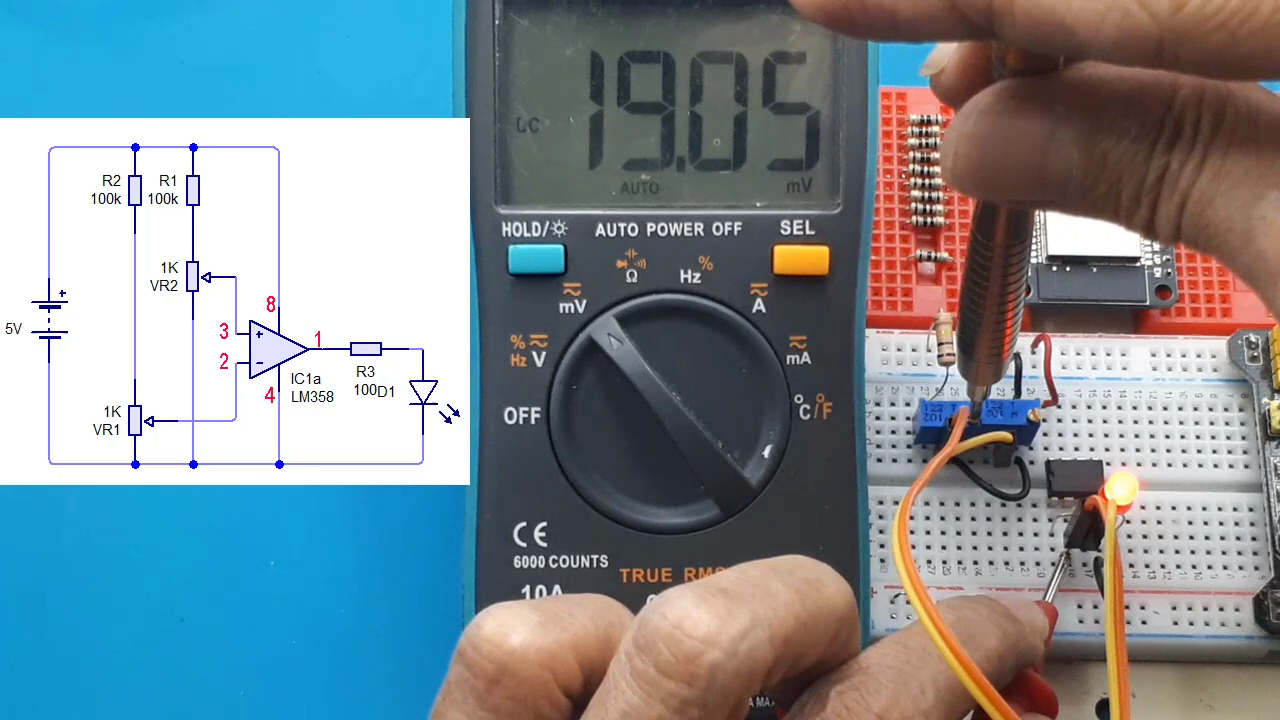 19.05
DC
AUTO
mV
HOLD/
AUTO POWER OFF
SEL
Ω
Hz%
mV
A
%
Hz
V
mA
OFF
°C/°F
CE
6000 COUNTS
TRUE RMS
10A
R2
100k
R1
100k
1K
VR2
8
3
+
2
-
1
5V
+
IC1a
LM358
4
R3
100
D1
1K
VR1